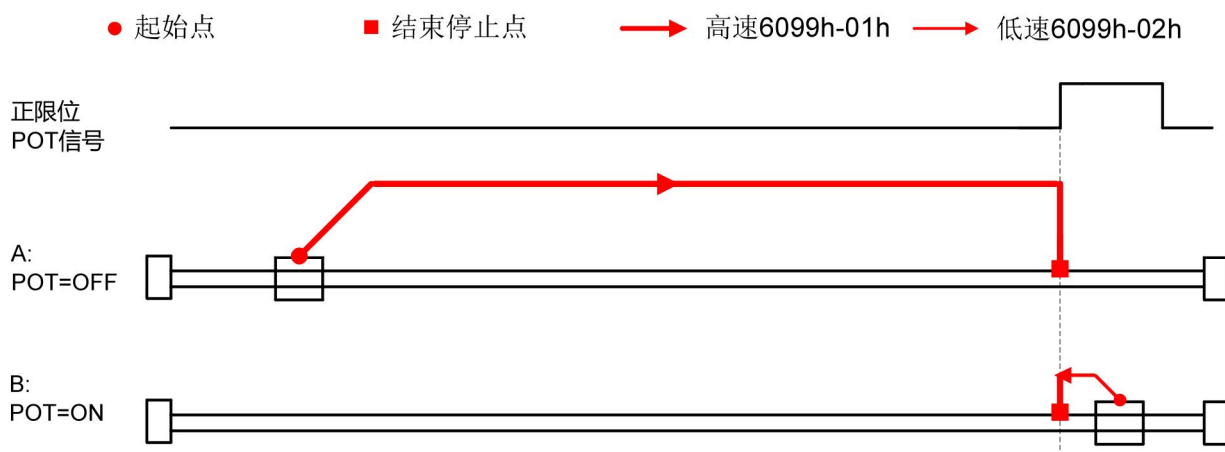 起始点
结束停止点
高速6099h-01h
低速6099h-02h
正限位
POT信号
A:
POT=OFF
B:
POT=ON